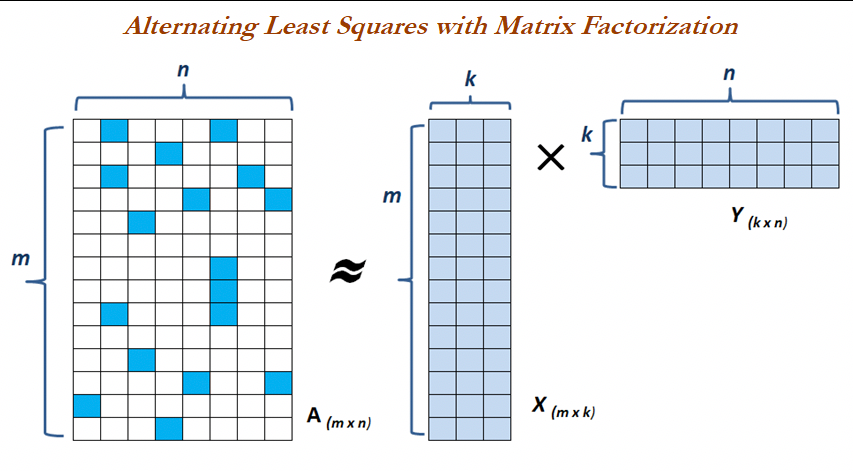 Alternating Least Squares with Matrix Factorization
n
k
n
m
m
k
×
≈
A (m x n)
X (m x k)
Y (k x n)